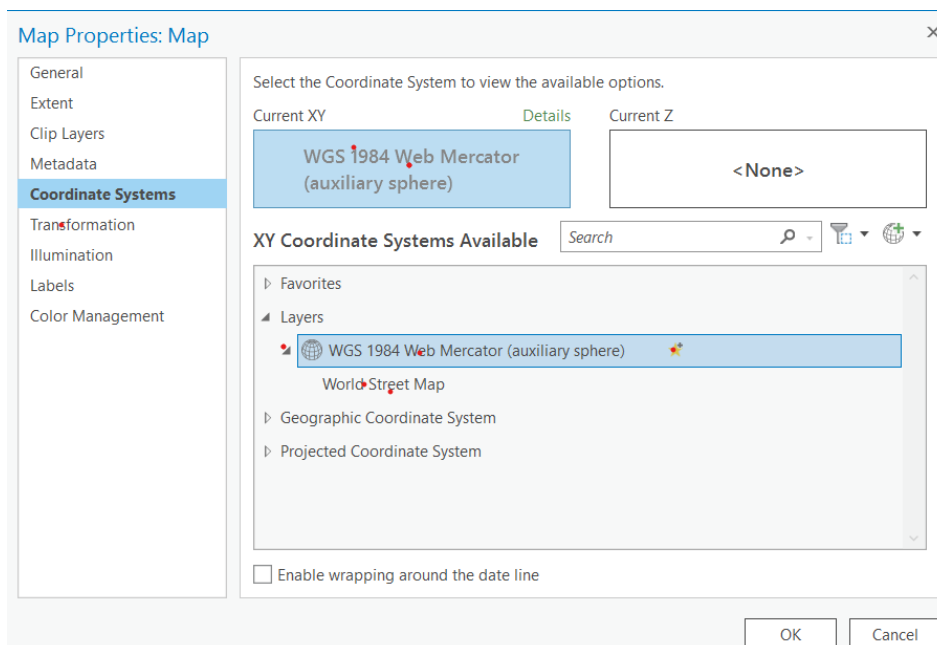 Map Properties: Map
General
Extent
Clip Layers
Metadata
Coordinate Systems
Transformation
Illumination
Labels
Color Management
Select the Coordinate System to view the available options.
Current XY
Details
Current Z
WGS 1984 Web Mercator
(auxiliary sphere)
<None>
XY Coordinate Systems Available
Search
Favorites
Layers
WGS 1984 Web Mercator (auxiliary sphere)
World Street Map
Geographic Coordinate System
Projected Coordinate System
Enable wrapping around the date line
OK
Cancel